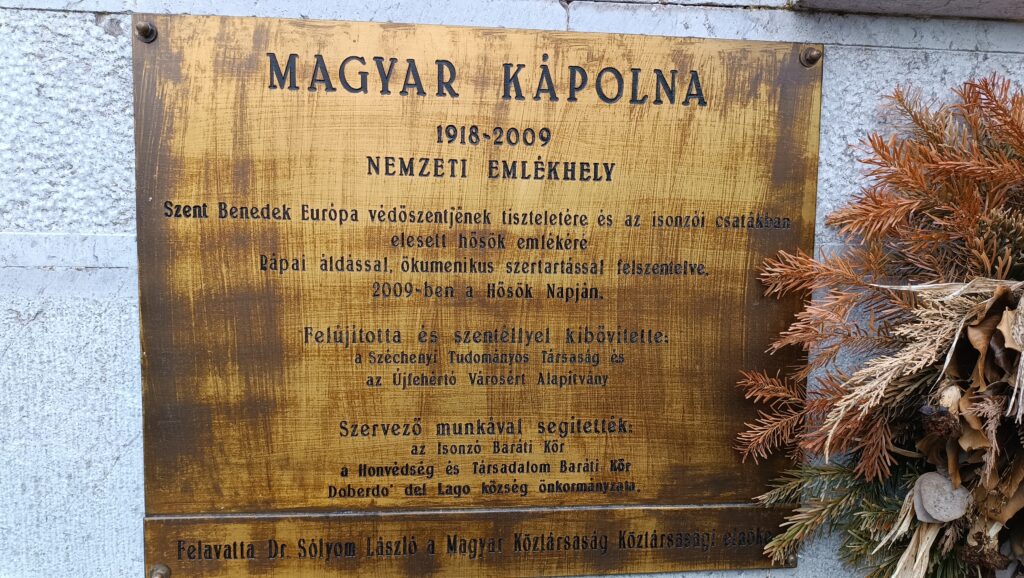 MAGYAR KÁPOLNA
1918-2009
NEMZETI EMLÉKHELY
Szent Benedek Európa védőszentjének tiszteletére és az isonzói csatákban
elesett hősök emlékére
Pápai áldással, ökumenikus szertartással felszentelve,
2009-ben a Hősök Napján.
Felújította és szentéllyel kibővítette:
a Széchenyi Tudományos Társaság és
az Újfehértó Városért Alapítvány
Szervező munkával segítették:
az Isonzó Baráti Kör
a Honvédség és Társadalom Baráti Kör
Doberdo' del Lago község önkormányzata.
Felavatta Dr. Sólyom László a Magyar Köztársaság Köztársasági